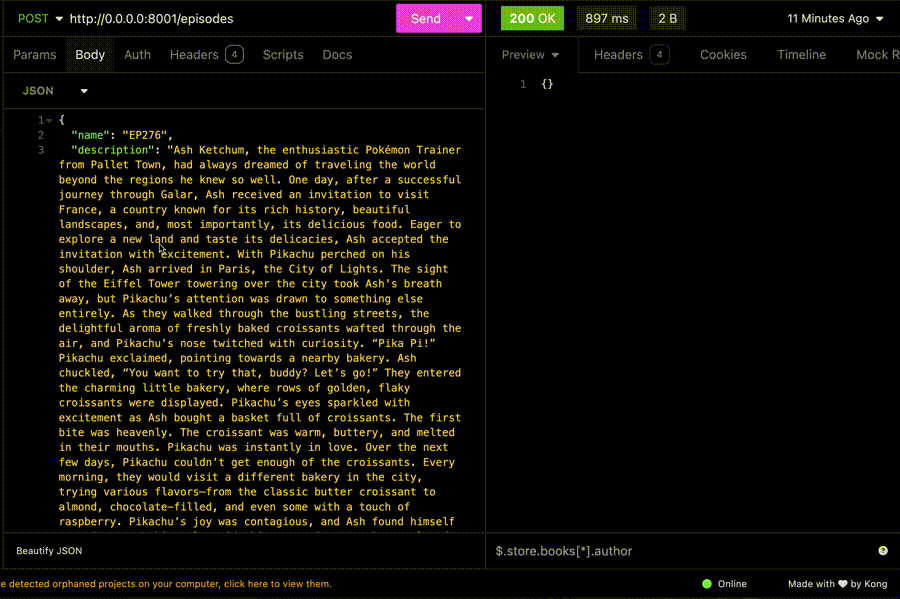 POST http://0.0.0.0:8001/episodes Send 200 OK 897 ms 2 B 11 Minutes Ago
Params Body Auth Headers 4 Scripts Docs Preview Headers 4 Cookies Timeline Mock R
JSON
1 {}
1 {
2 "name": "EP276",
3 "description": "Ash Ketchum, the enthusiastic Pokémon Trainer
from Pallet Town, had always dreamed of traveling the world
beyond the regions he knew so well. One day, after a successful
journey through Galar, Ash received an invitation to visit
France, a country known for its rich history, beautiful
landscapes, and, most importantly, its delicious food. Eager to
explore a new land and taste its delicacies, Ash accepted the
invitation with excitement. With Pikachu perched on his
shoulder, Ash arrived in Paris, the City of Lights. The sight
of the Eiffel Tower towering over the city took Ash's breath
away, but Pikachu’s attention was drawn to something else
entirely. As they walked through the bustling streets, the
delightful aroma of freshly baked croissants wafted through the
air, and Pikachu's nose twitched with curiosity. “Pika Pi!”
Pikachu exclaimed, pointing towards a nearby bakery. Ash
chuckled, “You want to try that, buddy? Let’s go!” They entered
the charming little bakery, where rows of golden, flaky
croissants were displayed. Pikachu’s eyes sparkled with
excitement as Ash bought a basket full of croissants. The first
bite was heavenly. The croissant was warm, buttery, and melted
in their mouths. Pikachu was instantly in love. Over the next
few days, Pikachu couldn’t get enough of the croissants. Every
morning, they would visit a different bakery in the city,
trying various flavors—from the classic butter croissant to
almond, chocolate-filled, and even some with a touch of
raspberry. Pikachu’s joy was contagious, and Ash found himself
Beautify JSON $.store.books[*].author
e detected orphaned projects on your computer, click here to view them. Online Made with ❤ by Kong